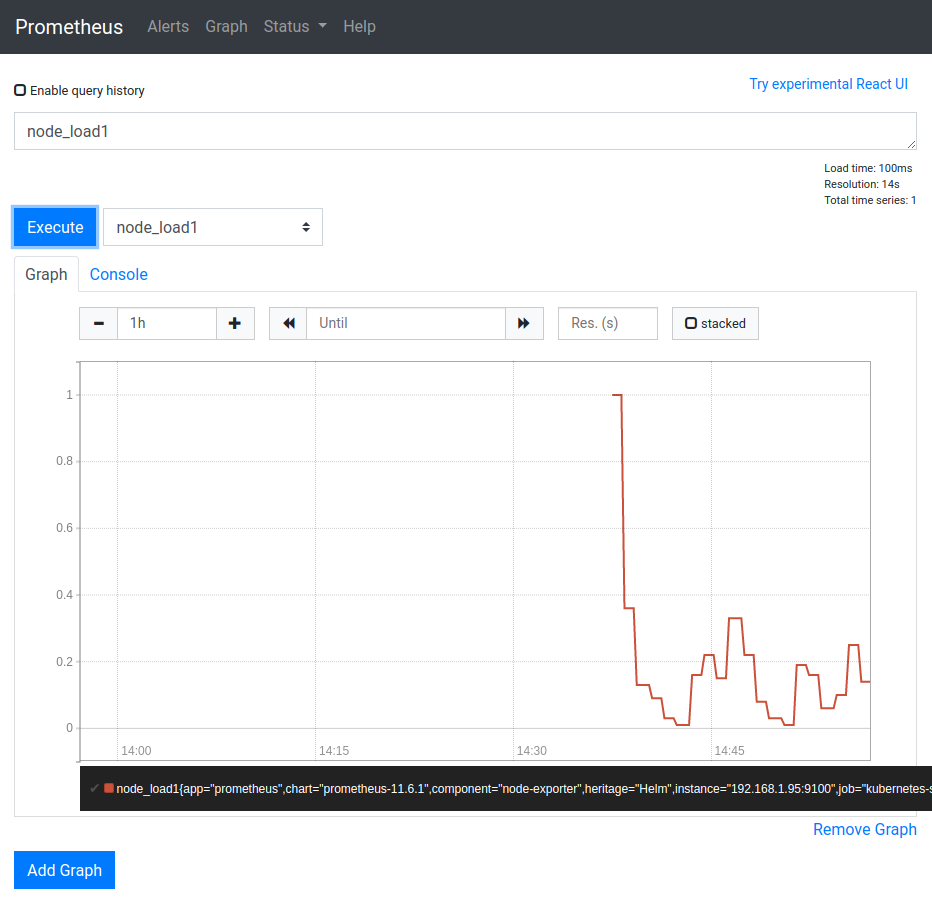 Prometheus Alerts Graph Status Help
Enable query history
Try experimental React UI
node_load1
Load time: 100ms
Resolution: 14s
Total time series: 1
Execute node_load1
Graph Console
1h Until Res. (s) stacked
1
0.8
0.6
0.4
0.2
0
14:00 14:15 14:30 14:45
node_load1{app="prometheus",chart="prometheus-11.6.1",component="node-exporter",heritage="Helm",instance="192.168.1.95:9100",job="kubernetes-s
Remove Graph
Add Graph